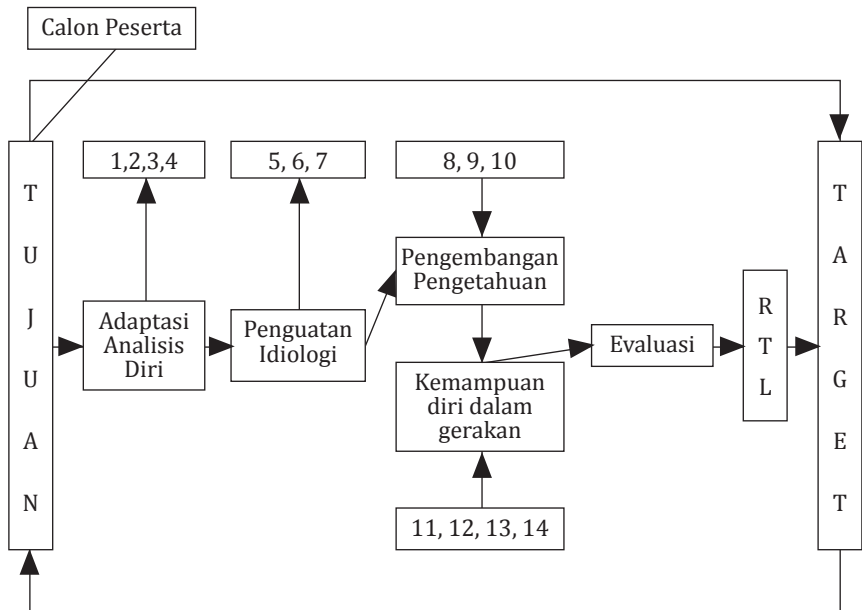 Calon Peserta
T
U
J
U
A
N
1,2,3,4
5, 6, 7
8, 9, 10
Adaptasi
Analisis
Diri
Penguatan
Idiologi
Pengembangan
Pengetahuan
Kemampuan
diri dalam
gerakan
11, 12, 13, 14
Evaluasi
R
T
L
T
A
R
G
E
T